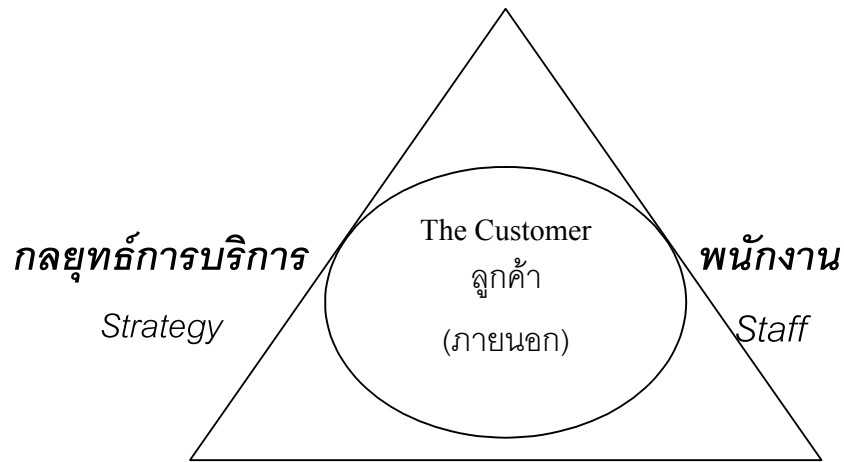 The Customer
ลูกค้า
(ภายนอก)
กลยุทธ์การบริการ
Strategy
พนักงาน
Staff